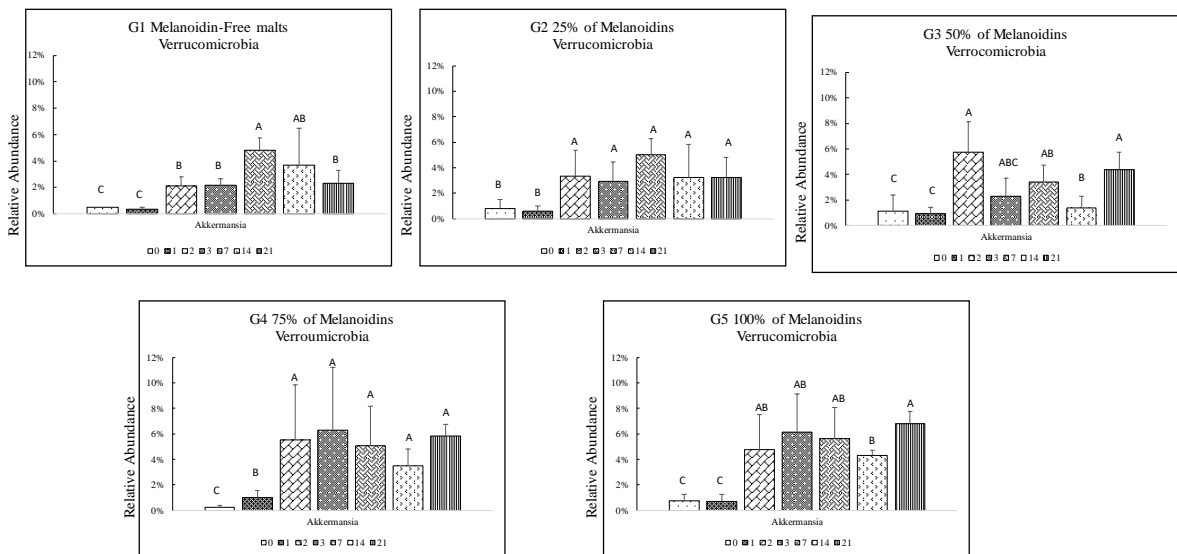 G1 Melanoidin-Free malts
Verrucomicrobia
Relative Abundance
12%
10%
8%
6%
4%
2%
0%
C
C
B
B
A
AB
B
Akkermansia
0 1 2 3 7 14 21
G2 25% of Melanoidins
Verrucomicrobia
Relative Abundance
12%
10%
8%
6%
4%
2%
0%
B
B
A
A
A
A
A
Akkermansia
0 1 2 3 7 14 21
G3 50% of Melanoidins
Verrocomicrobia
Relative Abundance
12%
10%
8%
6%
4%
2%
0%
C
C
A
ABC
AB
B
A
Akkermansia
0 1 2 3 7 14 21
G4 75% of Melanoidins
Verroumicrobia
Relative Abundance
12%
10%
8%
6%
4%
2%
0%
C
B
A
A
A
A
A
Akkermansia
0 1 2 3 7 14 21
G5 100% of Melanoidins
Verrucomicrobia
Relative Abundance
12%
10%
8%
6%
4%
2%
0%
C
C
AB
AB
AB
B
A
Akkermansia
0 1 2 3 7 14 21